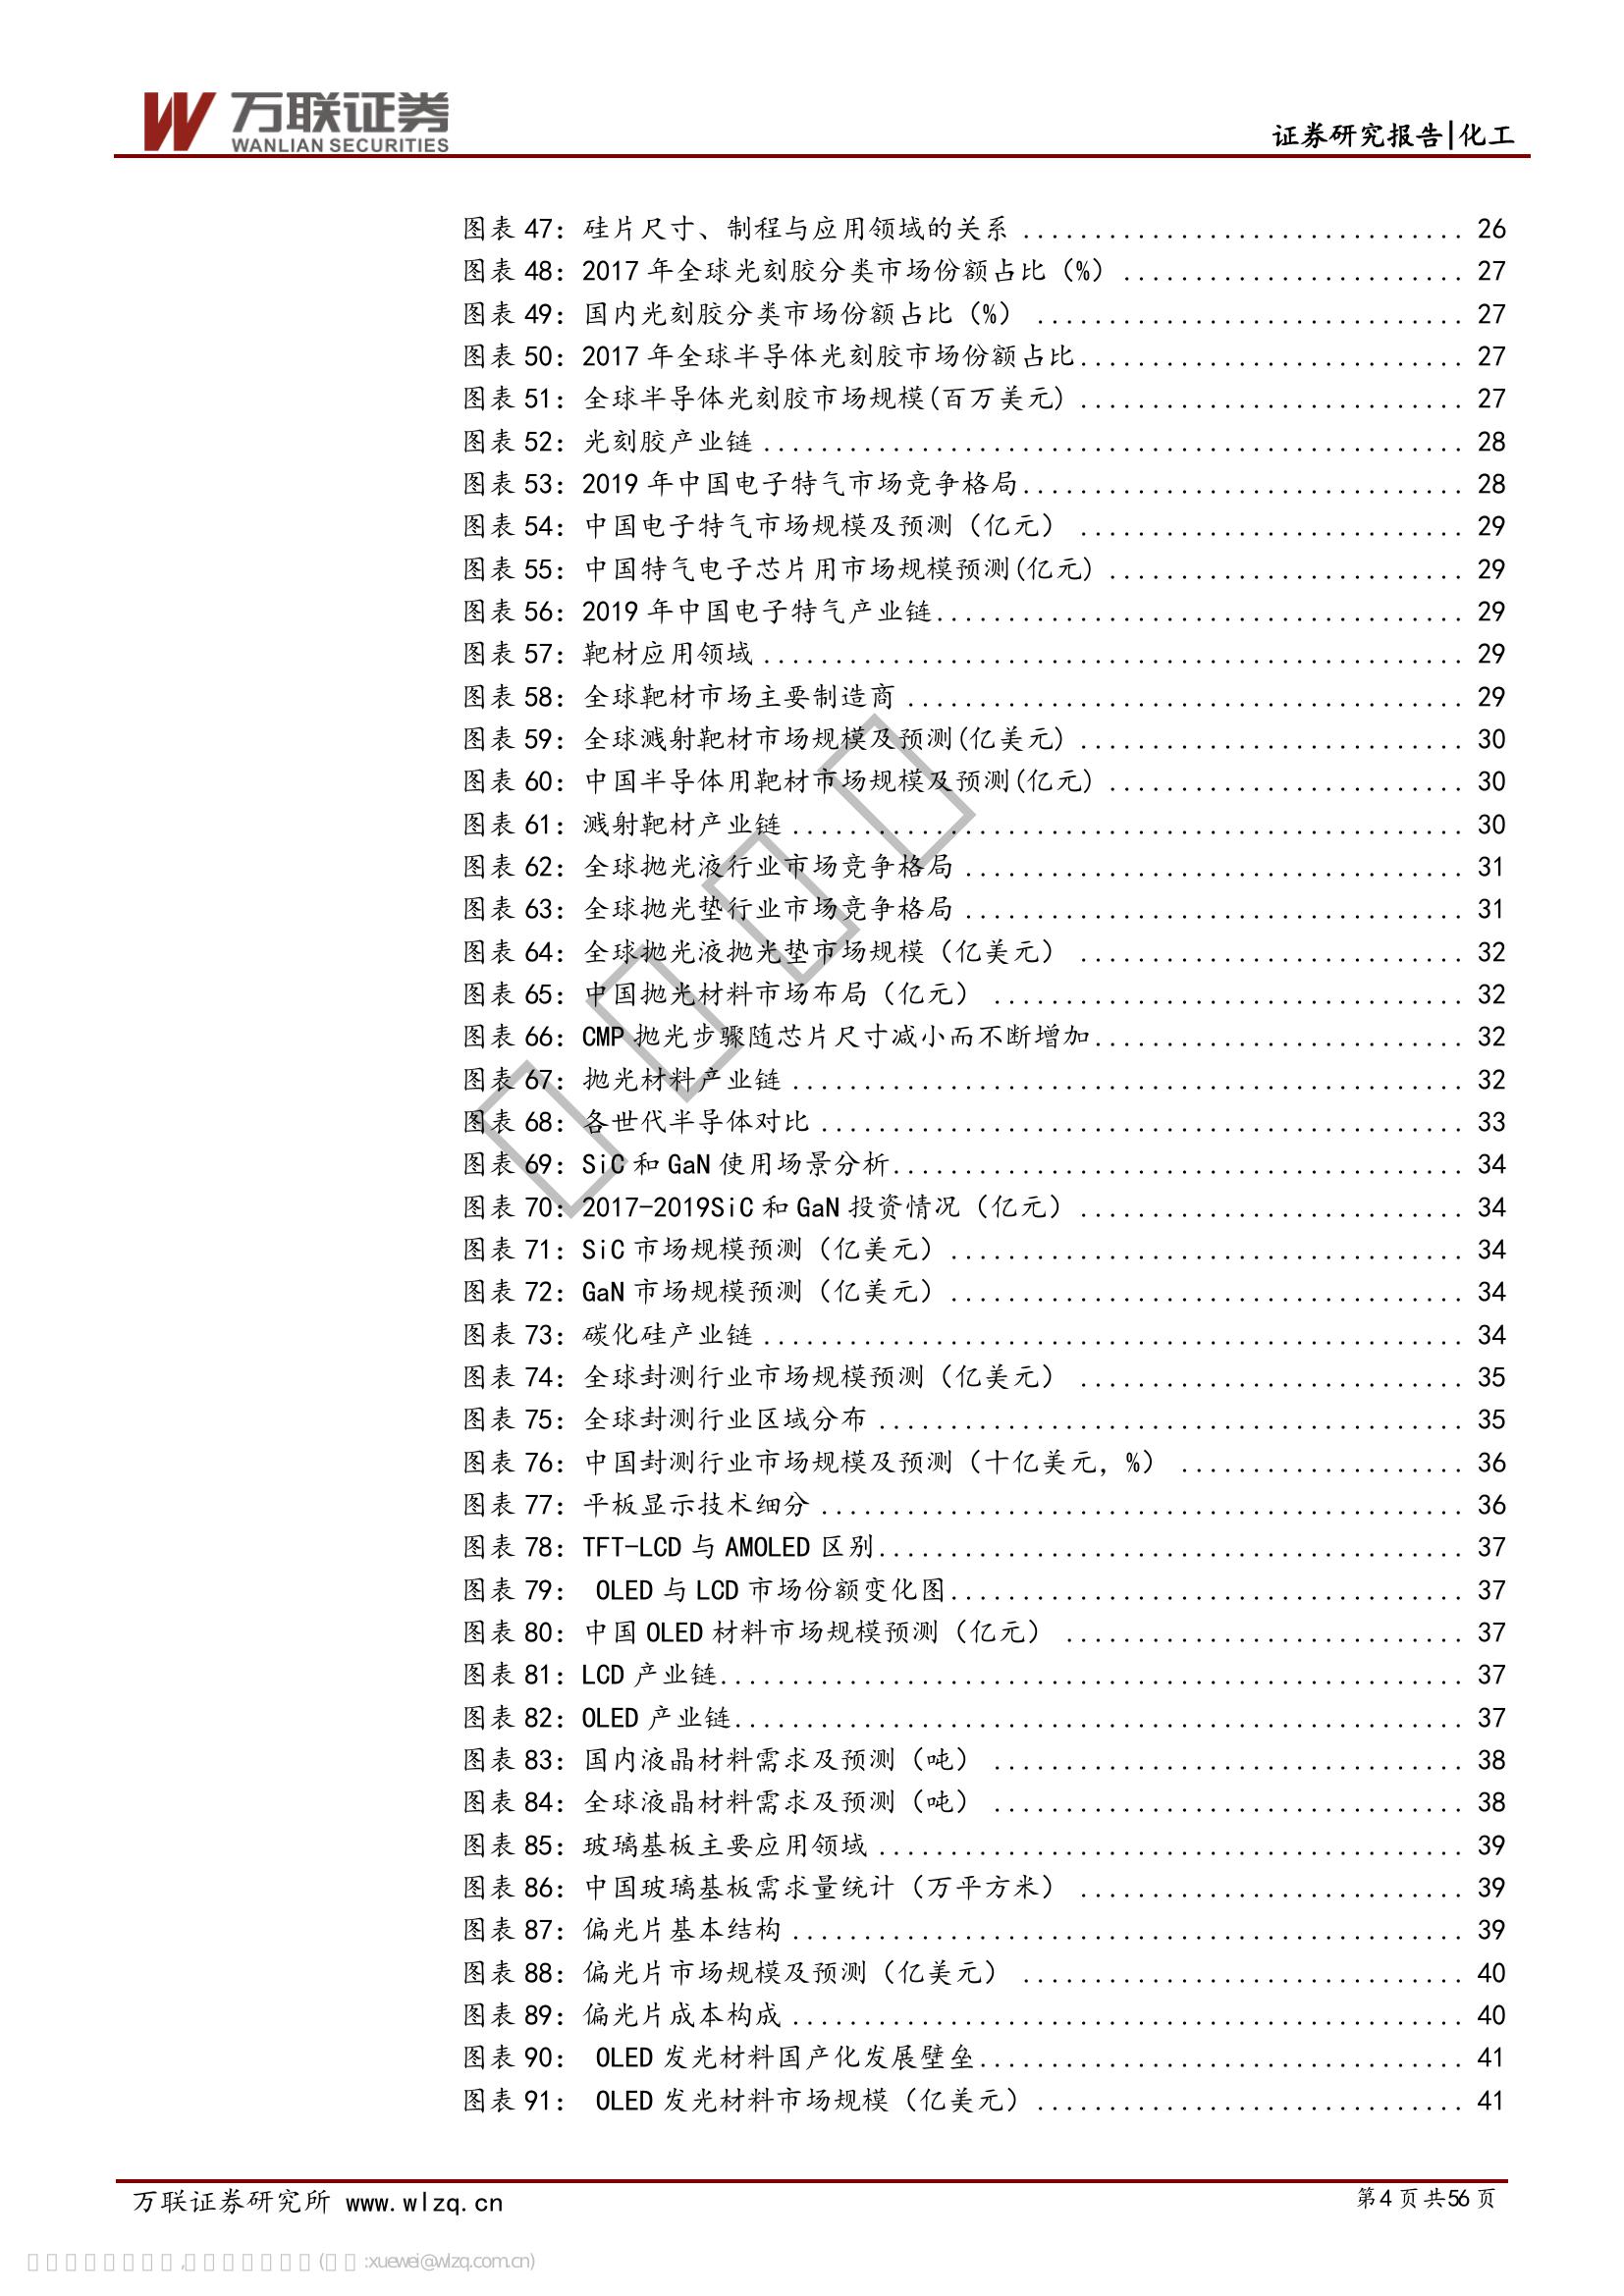 万联证券
WANLIAN SECURITIES
证券研究报告|化工
图表 47：硅片尺寸、制程与应用领域的关系 ............................... 26
图表 48：2017 年全球光刻胶分类市场份额占比（%） ........................ 27
图表 49：国内光刻胶分类市场份额占比（%） .............................. 27
图表 50：2017 年全球半导体光刻胶市场份额占比........................... 27
图表 51：全球半导体光刻胶市场规模(百万美元) ........................... 27
图表 52：光刻胶产业链 ................................................. 28
图表 53：2019 年中国电子特气市场竞争格局............................... 28
图表 54：中国电子特气市场规模及预测（亿元） ........................... 29
图表 55：中国特气电子芯片用市场规模预测(亿元) ......................... 29
图表 56：2019 年中国电子特气产业链..................................... 29
图表 57：靶材应用领域 ................................................. 29
图表 58：全球靶材市场主要制造商 ....................................... 29
图表 59：全球溅射靶材市场规模及预测(亿美元) ........................... 30
图表 60：中国半导体用靶材市场规模及预测(亿元) ......................... 30
图表 61：溅射靶材产业链 ............................................... 30
图表 62：全球抛光液行业市场竞争格局 ................................... 31
图表 63：全球抛光垫行业市场竞争格局 ................................... 31
图表 64：全球抛光液抛光垫市场规模（亿美元） ........................... 32
图表 65：中国抛光材料市场布局（亿元） ................................. 32
图表 66：CMP 抛光步骤随芯片尺寸减小而不断增加.......................... 32
图表 67：抛光材料产业链 ............................................... 32
图表 68：各世代半导体对比 ............................................. 33
图表 69：SiC 和 GaN 使用场景分析........................................ 34
图表 70：2017-2019SiC 和 GaN 投资情况（亿元） ........................... 34
图表 71：SiC 市场规模预测（亿美元） .................................... 34
图表 72：GaN 市场规模预测（亿美元） .................................... 34
图表 73：碳化硅产业链 ................................................. 34
图表 74：全球封测行业市场规模预测（亿美元） ........................... 35
图表 75：全球封测行业区域分布 ......................................... 35
图表 76：中国封测行业市场规模及预测（十亿美元，%） .................... 36
图表 77：平板显示技术细分 ............................................. 36
图表 78：TFT-LCD 与 AMOLED 区别......................................... 37
图表 79： OLED 与 LCD 市场份额变化图.................................... 37
图表 80：中国 OLED 材料市场规模预测（亿元） ............................ 37
图表 81：LCD 产业链.................................................... 37
图表 82：OLED 产业链................................................... 37
图表 83：国内液晶材料需求及预测（吨） ................................. 38
图表 84：全球液晶材料需求及预测（吨） ................................. 38
图表 85：玻璃基板主要应用领域 ......................................... 39
图表 86：中国玻璃基板需求量统计（万平方米） ........................... 39
图表 87：偏光片基本结构 ............................................... 39
图表 88：偏光片市场规模及预测（亿美元） ............................... 40
图表 89：偏光片成本构成 ............................................... 40
图表 90： OLED 发光材料国产化发展壁垒.................................. 41
图表 91： OLED 发光材料市场规模（亿美元） .............................. 41
万联证券研究所 www.wlzq.cn
第4 页 共56 页
xuewei@wlzq.com.cn)